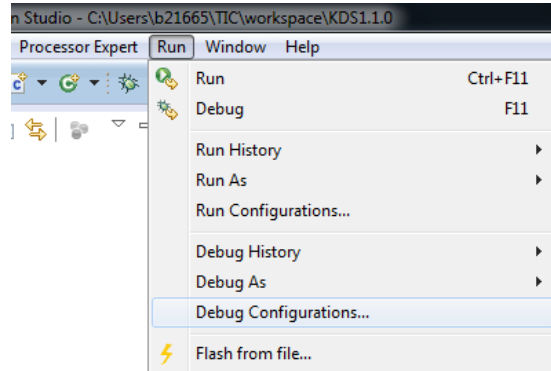 n Studio - C:\Users\b21665\TIC\workspace\KDS1.1.0
Processor Expert Run Window Help
Run Ctrl+F11
Debug F11
Run History
Run As
Run Configurations...
Debug History
Debug As
Debug Configurations...
Flash from file...